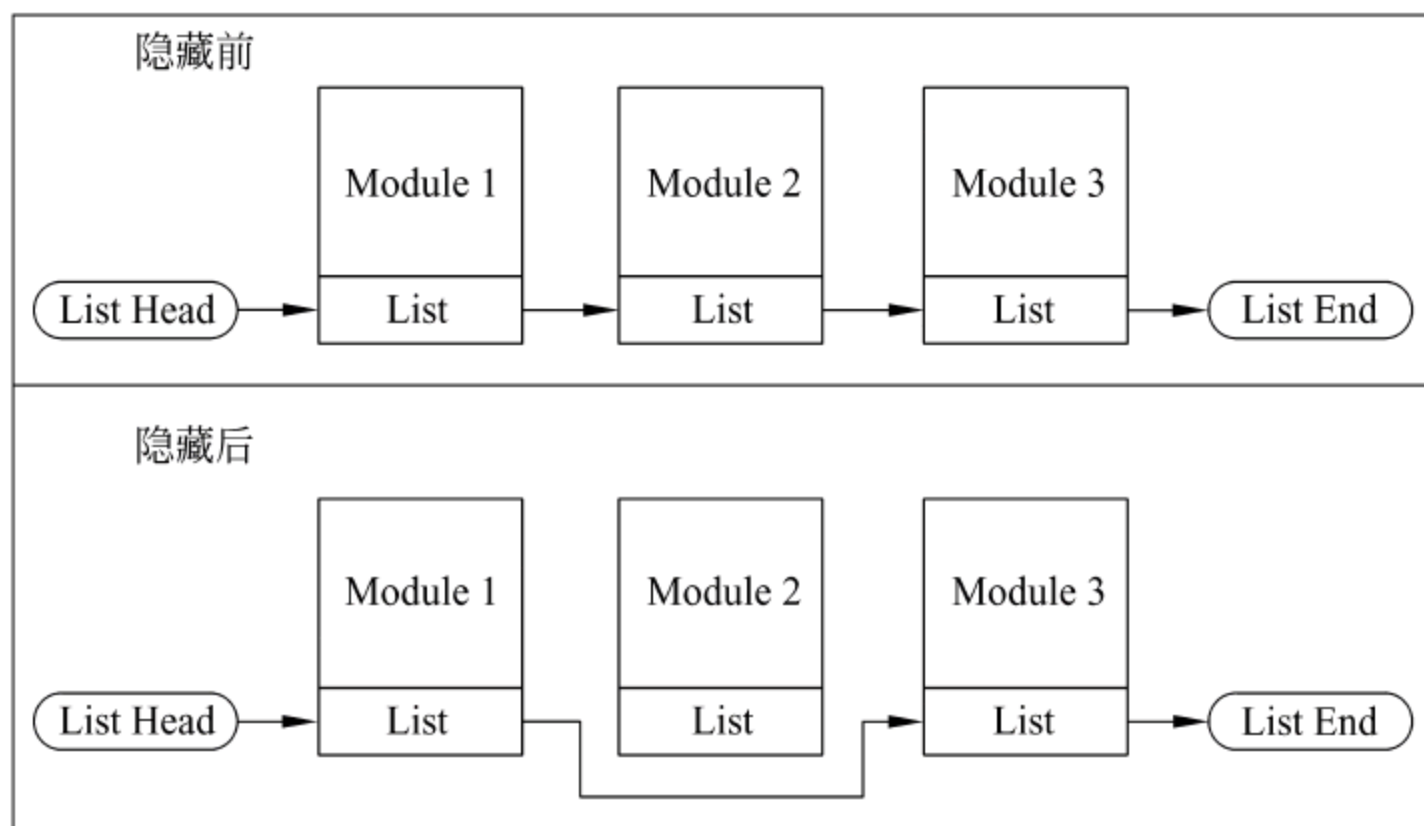 隐藏前
Module 1
Module 2
Module 3
List Head
List
List
List
List End
隐藏后
Module 1
Module 2
Module 3
List Head
List
List
List
List End